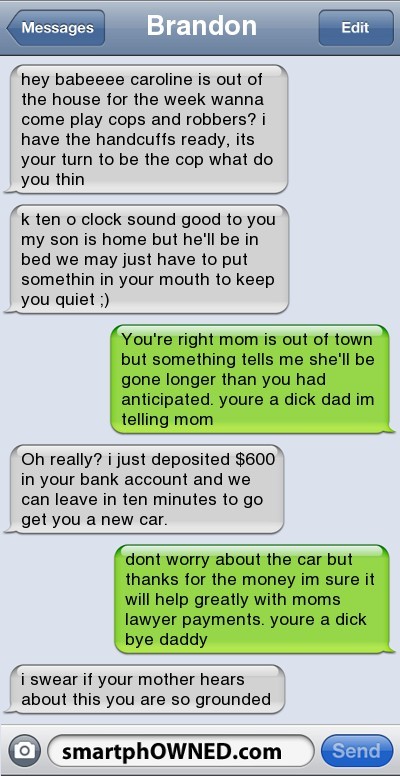 Messages
Brandon
Edit
hey babeeee caroline is out of
the house for the week wanna
come play cops and robbers? i
have the handcuffs ready, its
your turn to be the cop what do
you thin
k ten o clock sound good to you
my son is home but he'll be in
bed we may just have to put
somethin in your mouth to keep
you quiet ;)
You're right mom is out of town
but something tells me she'll be
gone longer than you had
anticipated. youre a dick dad im
telling mom
Oh really? i just deposited $600
in your bank account and we
can leave in ten minutes to go
get you a new car.
dont worry about the car but
thanks for the money im sure it
will help greatly with moms
lawyer payments. youre a dick
bye daddy
i swear if your mother hears
about this you are so grounded
smartphOWNED.com
Send